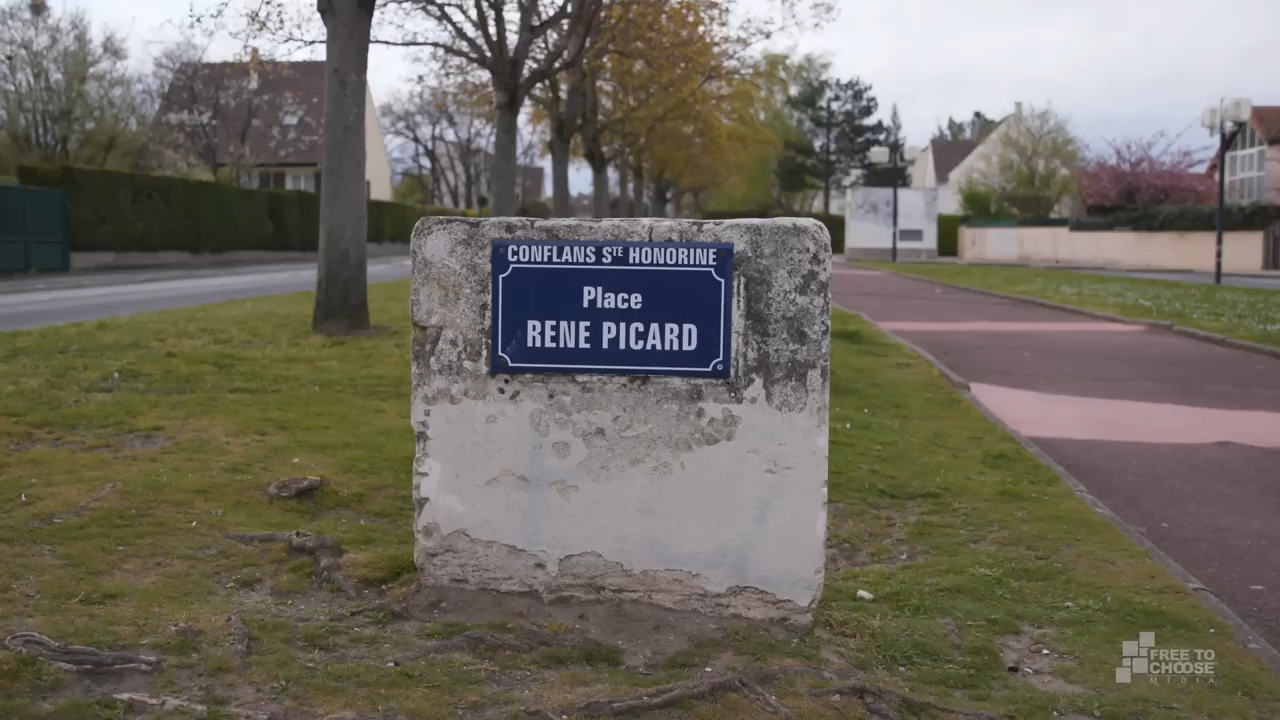 CONFLANS STE HONORINE
Place
RENE PICARD
FREE TO
CHOOSE
MEDIA